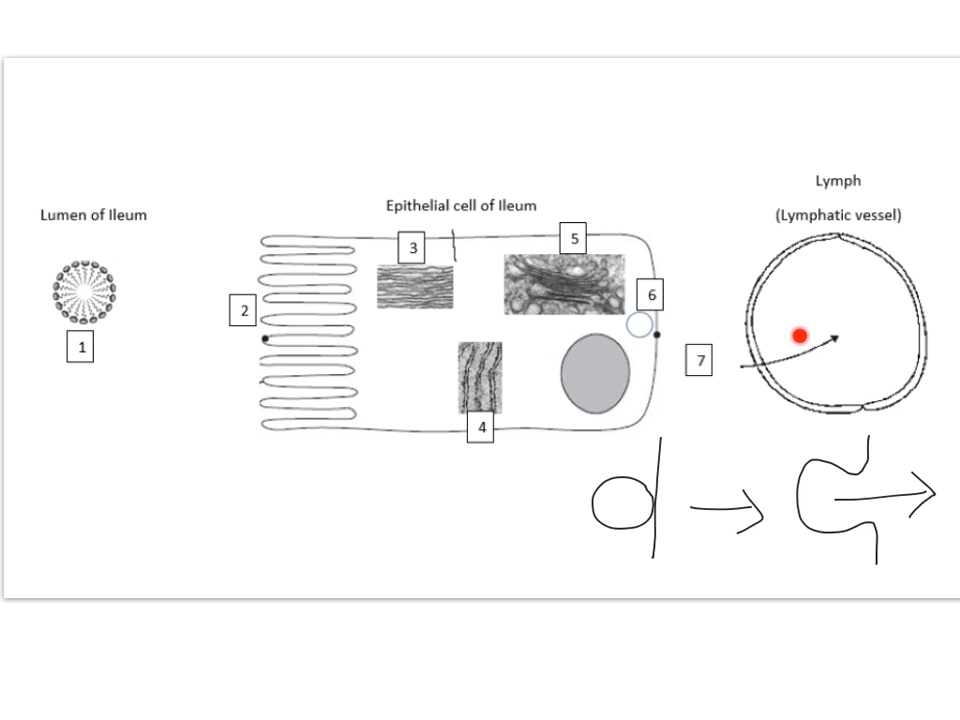 Lymph
Epithelial cell of Ileum
Lumen of Ileum
(Lymphatic vessel)
3
5
6
2
1
7
4